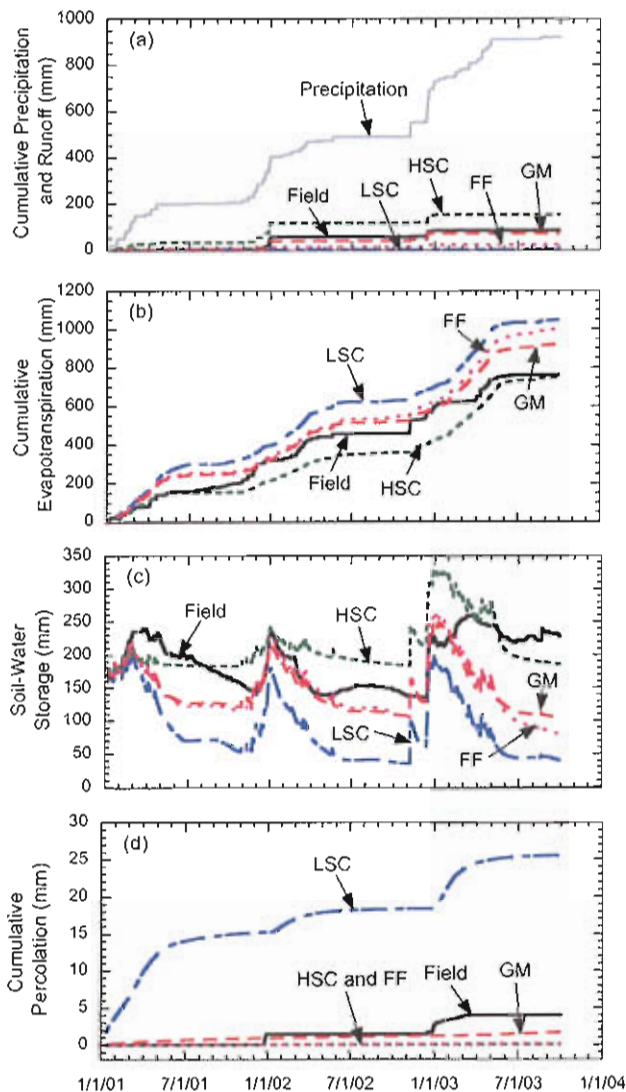 1000
800
600
400
200
0
Cumulative Precipitation
and Runoff (mm)
(a)
Precipitation
Field
LSC
HSC
FF
GM
1200
1000
800
600
400
200
0
Cumulative
Evapotranspiration (mm)
(b)
LSC
FF
GM
Field
HSC
350
300
250
200
150
100
50
0
Soil-Water
Storage (mm)
(c)
Field
HSC
LSC
GM
FF
30
25
20
15
10
5
0
Cumulative
Percolation (mm)
(d)
LSC
HSC and FF
Field
GM
1/1/01 7/1/01 1/1/02 7/1/02 1/1/03 7/1/03 1/1/04